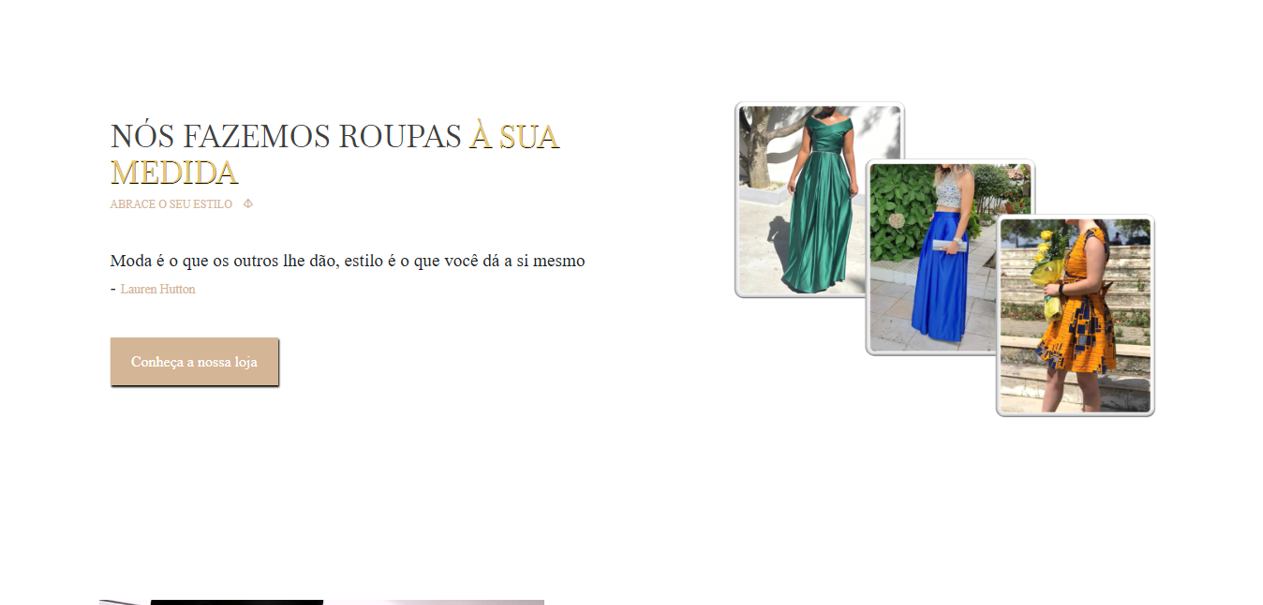 NÓS FAZEMOS ROUPAS À SUA
MEDIDA
ABRACE O SEU ESTILO
Moda é o que os outros lhe dão, estilo é o que você dá a si mesmo
- Lauren Hutton
Conheça a nossa loja